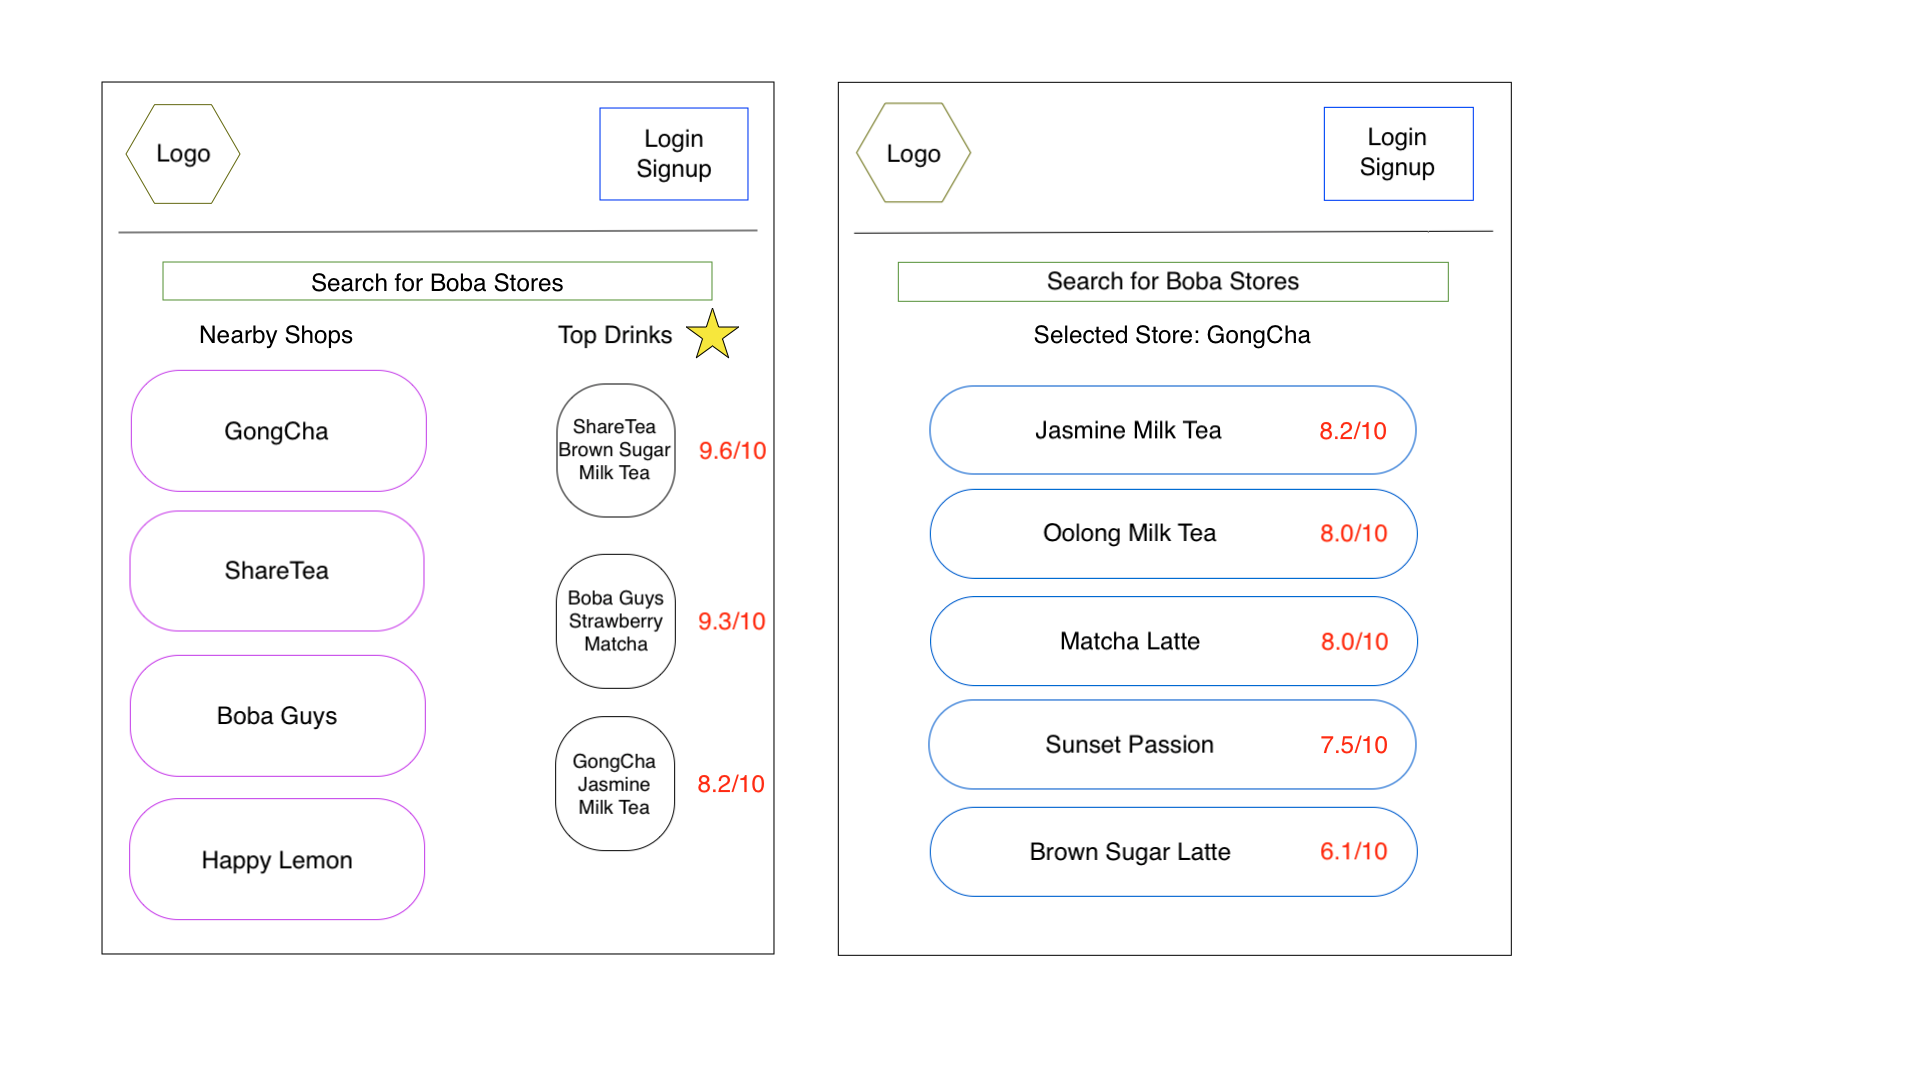 Logo
Login
Signup
Search for Boba Stores
Nearby Shops
GongCha
ShareTea
Boba Guys
Happy Lemon
Top Drinks
ShareTea
Brown Sugar
Milk Tea
9.6/10
Boba Guys
Strawberry
Matcha
9.3/10
GongCha
Jasmine
Milk Tea
8.2/10
Logo
Login
Signup
Search for Boba Stores
Selected Store: GongCha
Jasmine Milk Tea 8.2/10
Oolong Milk Tea 8.0/10
Matcha Latte 8.0/10
Sunset Passion 7.5/10
Brown Sugar Latte 6.1/10